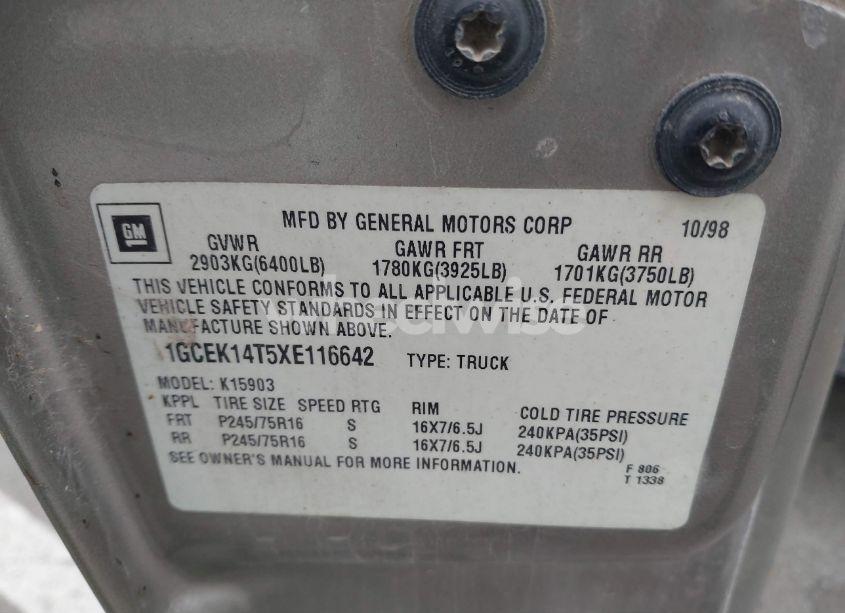 GM
MFD BY GENERAL MOTORS CORP 10/98
GVWR GAWR FRT GAWR RR
2903KG(6400LB) 1780KG(3925LB) 1701KG(3750LB)
THIS VEHICLE CONFORMS TO ALL APPLICABLE U.S. FEDERAL MOTOR
VEHICLE SAFETY STANDARDS IN EFFECT ON THE DATE OF
MANUFACTURE SHOWN ABOVE.
1GCEK14T5XE116642 TYPE: TRUCK
MODEL: K15903
KPPL TIRE SIZE SPEED RTG RIM COLD TIRE PRESSURE
FRT P245/75R16 S 16X7/6.5J 240KPA(35PSI)
RR P245/75R16 S 16X7/6.5J 240KPA(35PSI)
SEE OWNER'S MANUAL FOR MORE INFORMATION.
F 806
T 1338